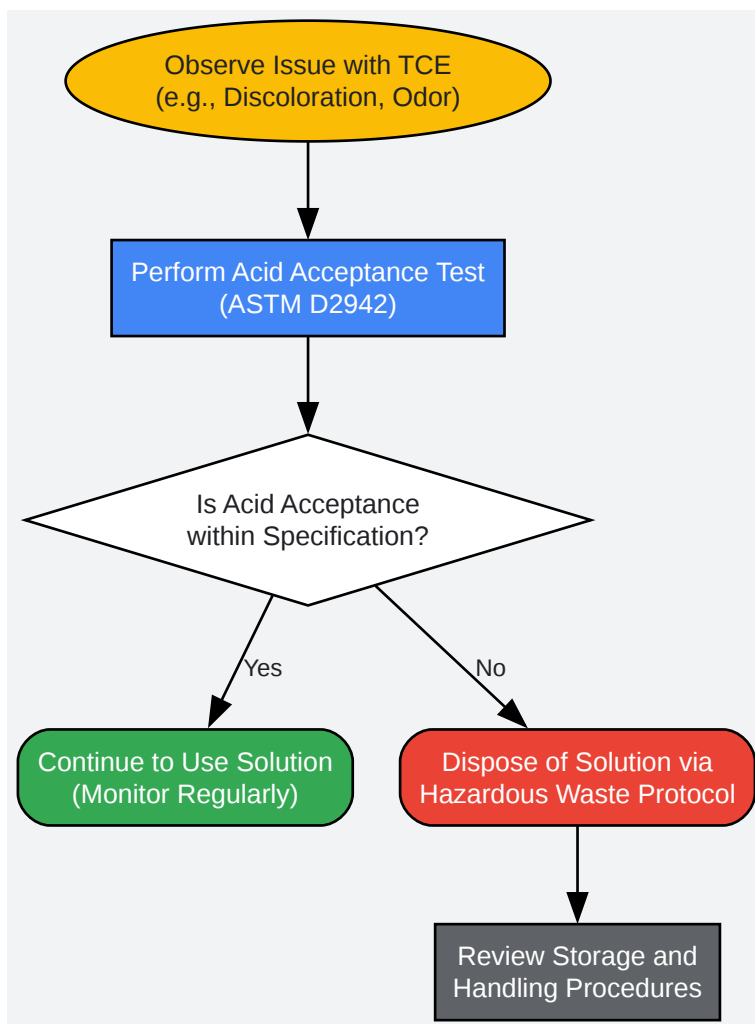 Observe Issue with TCE
(e.g., Discoloration, Odor)
Perform Acid Acceptance Test
(ASTM D2942)
Is Acid Acceptance
within Specification?
Yes
No
Continue to Use Solution
(Monitor Regularly)
Dispose of Solution via
Hazardous Waste Protocol
Review Storage and
Handling Procedures